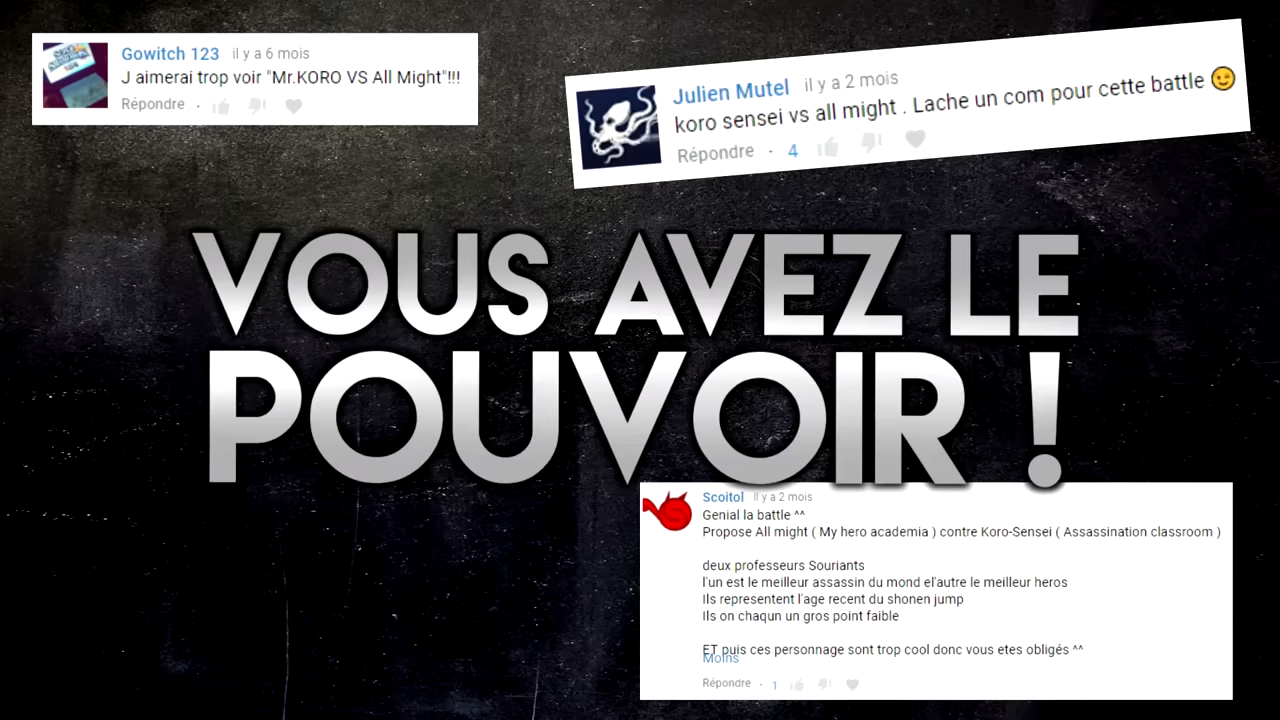 Gowitch 123 il y a 6 mois
J aimerai trop voir "Mr.KORO VS All Might"!!!
Répondre ·
Julien Mutel il y a 2 mois
koro sensei vs all might . Lache un com pour cette battle 😉
Répondre · 4
VOUS AVEZ LE
POUVOIR !
Scoitol il y a 2 mois
Genial la battle ^^
Propose All might ( My hero academia ) contre Koro-Sensei ( Assassination classroom )
deux professeurs Souriants
l'un est le meilleur assassin du mond el'autre le meilleur heros
Ils representent l'age recent du shonen jump
Ils on chaqun un gros point faible
ET puis ces personnage sont trop cool donc vous etes obligés ^^
Moins
Répondre · 1